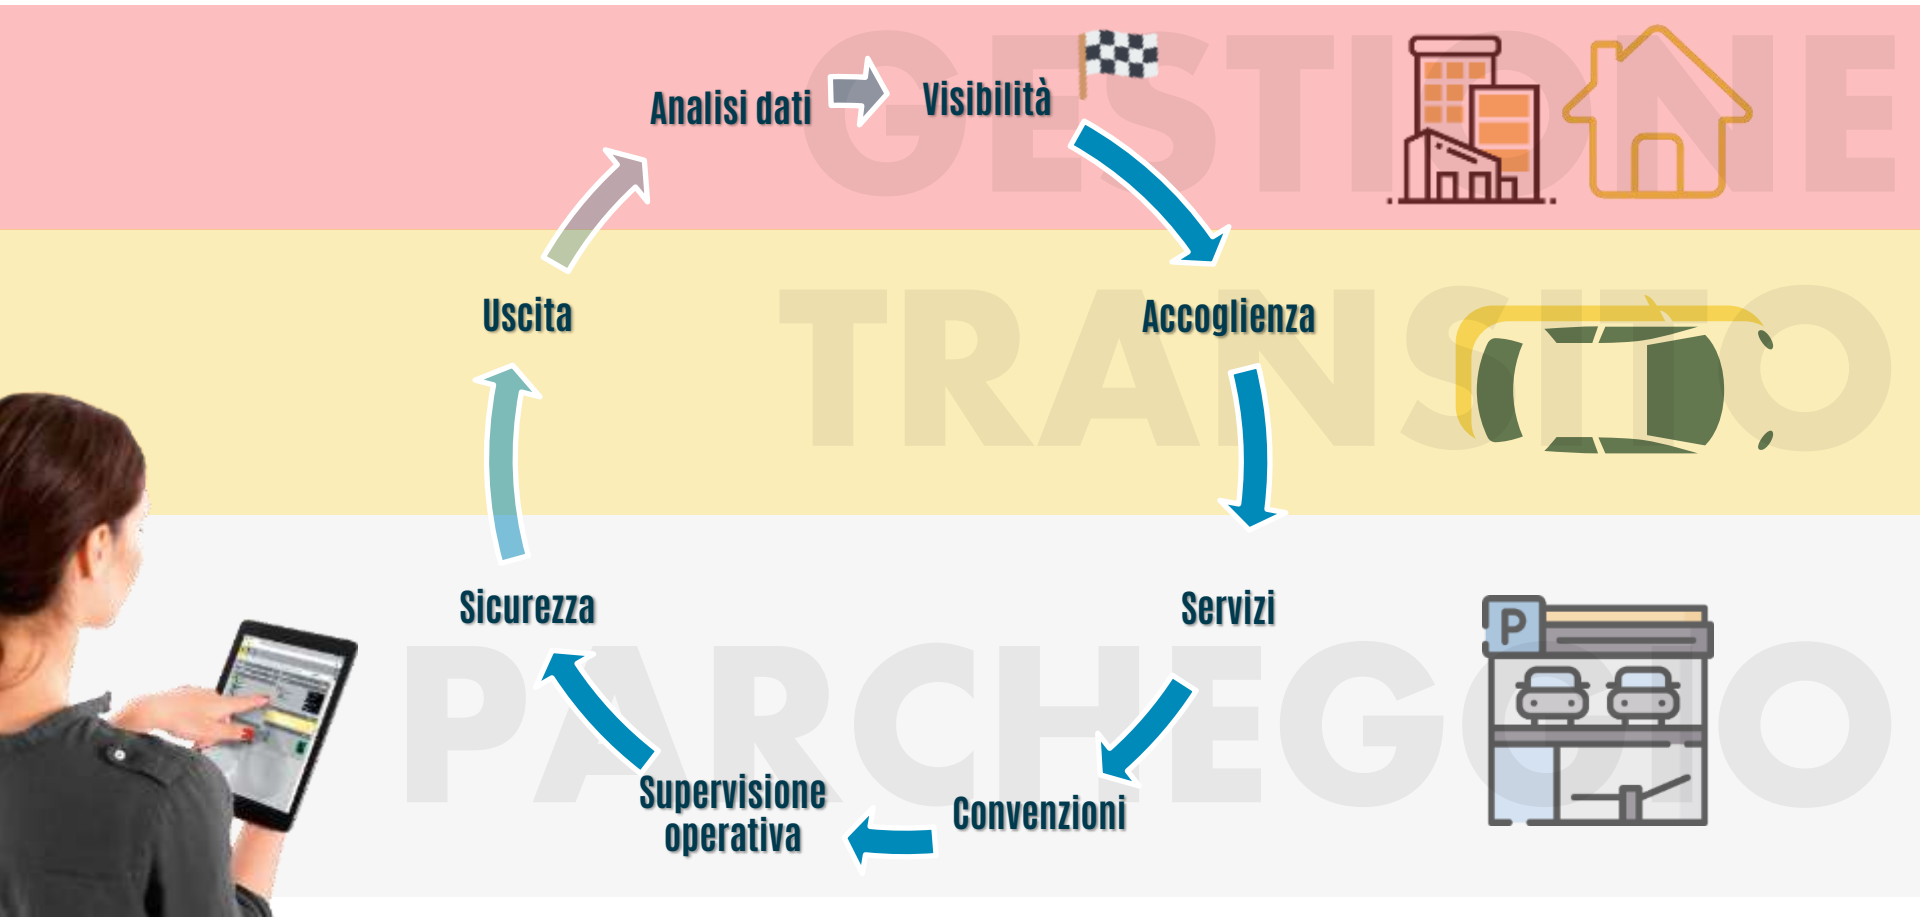 GESTIONE
Analisi dati
Visibilità
TRANSITO
Uscita
Accoglienza
Sicurezza
Servizi
P
PARCHEGGIO
Supervisione
operativa
Convenzioni